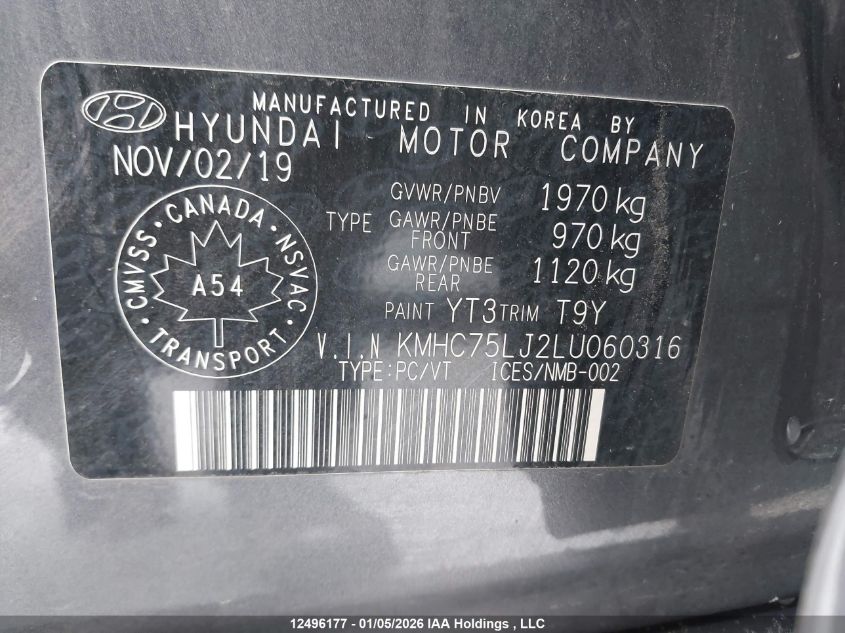 MANUFACTURED IN KOREA BY
HYUNDAI MOTOR COMPANY
NOV/02/19
GVWR/PNBV 1970 kg
TYPE GAWR/PNBE FRONT 970 kg
GAWR/PNBE REAR 1120 kg
PAINT YT3 TRIM T9Y
V.I.N KMHC75LJ2LU060316
TYPE:PC/VT ICES/NMB-002
CMVSS · CANADA · NSVAC
A54
TRANSPORT
12496177 - 01/05/2026 IAA Holdings , LLC